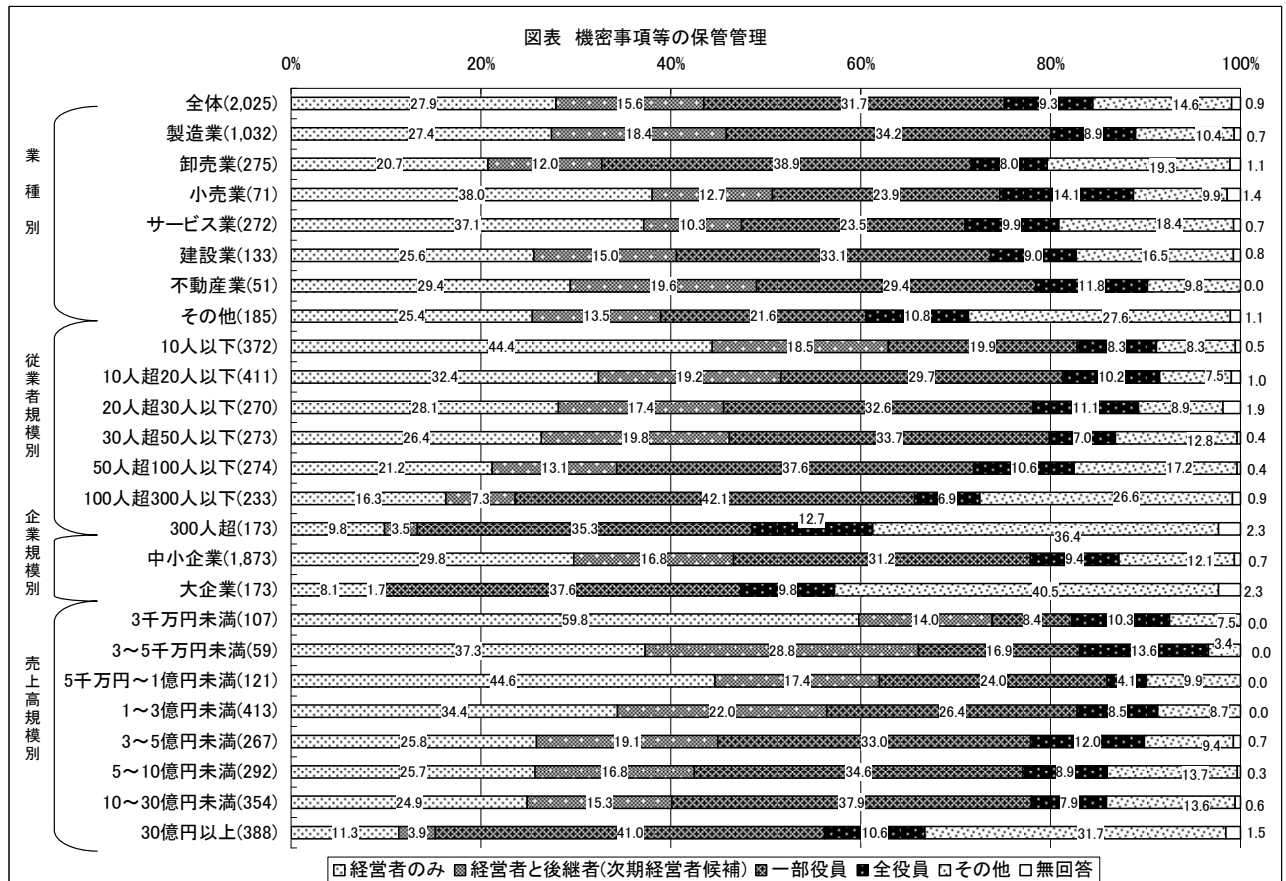 図表 機密事項等の保管管理
0% 20% 40% 60% 80% 100%
業種別
全体(2,025) 27.9 15.6 31.7 9.3 14.6 0.9
製造業(1,032) 27.4 18.4 34.2 8.9 10.4 0.7
卸売業(275) 20.7 12.0 38.9 8.0 19.3 1.1
小売業(71) 38.0 12.7 23.9 14.1 9.9 1.4
サービス業(272) 37.1 10.3 23.5 9.9 18.4 0.7
建設業(133) 25.6 15.0 33.1 9.0 16.5 0.8
不動産業(51) 29.4 19.6 29.4 11.8 9.8 0.0
その他(185) 25.4 13.5 21.6 10.8 27.6 1.1
従業者規模別
10人以下(372) 44.4 18.5 19.9 8.3 8.3 0.5
10人超20人以下(411) 32.4 19.2 29.7 10.2 7.5 1.0
20人超30人以下(270) 28.1 17.4 32.6 11.1 8.9 1.9
30人超50人以下(273) 26.4 19.8 33.7 7.0 12.8 0.4
50人超100人以下(274) 21.2 13.1 37.6 10.6 17.2 0.4
100人超300人以下(233) 16.3 7.3 42.1 6.9 26.6 0.9
300人超(173) 9.8 3.5 35.3 12.7 36.4 2.3
企業規模別
中小企業(1,873) 29.8 16.8 31.2 9.4 12.1 0.7
大企業(173) 8.1 1.7 37.6 9.8 40.5 2.3
売上高規模別
3千万円未満(107) 59.8 14.0 8.4 10.3 7.5 0.0
3～5千万円未満(59) 37.3 28.8 16.9 13.6 3.4 0.0
5千万円～1億円未満(121) 44.6 17.4 24.0 4.1 9.9 0.0
1～3億円未満(413) 34.4 22.0 26.4 8.5 8.7 0.0
3～5億円未満(267) 25.8 19.1 33.0 12.0 9.4 0.7
5～10億円未満(292) 25.7 16.8 34.6 8.9 13.7 0.3
10～30億円未満(354) 24.9 15.3 37.9 7.9 13.6 0.6
30億円以上(388) 11.3 3.9 41.0 10.6 31.7 1.5
経営者のみ 経営者と後継者(次期経営者候補) 一部役員 全役員 その他 無回答